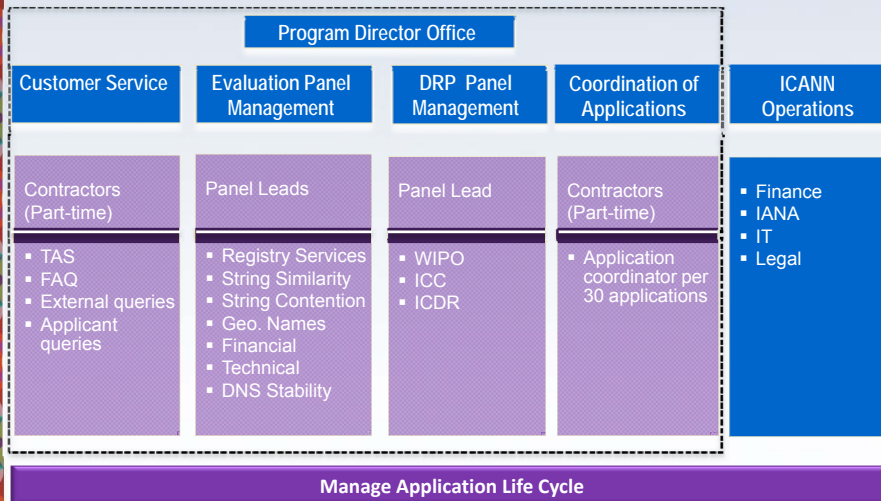 Program Director Office
Customer Service
Evaluation Panel
Management
DRP Panel
Management
Coordination of
Applications
ICANN
Operations
Contractors
(Part-time)
▪ TAS
▪ FAQ
▪ External queries
▪ Applicant
queries
Panel Leads
▪ Registry Services
▪ String Similarity
▪ String Contention
▪ Geo. Names
▪ Financial
▪ Technical
▪ DNS Stability
Panel Lead
▪ WIPO
▪ ICC
▪ ICDR
Contractors
(Part-time)
▪ Application
coordinator per
30 applications
▪ Finance
▪ IANA
▪ IT
▪ Legal
Manage Application Life Cycle